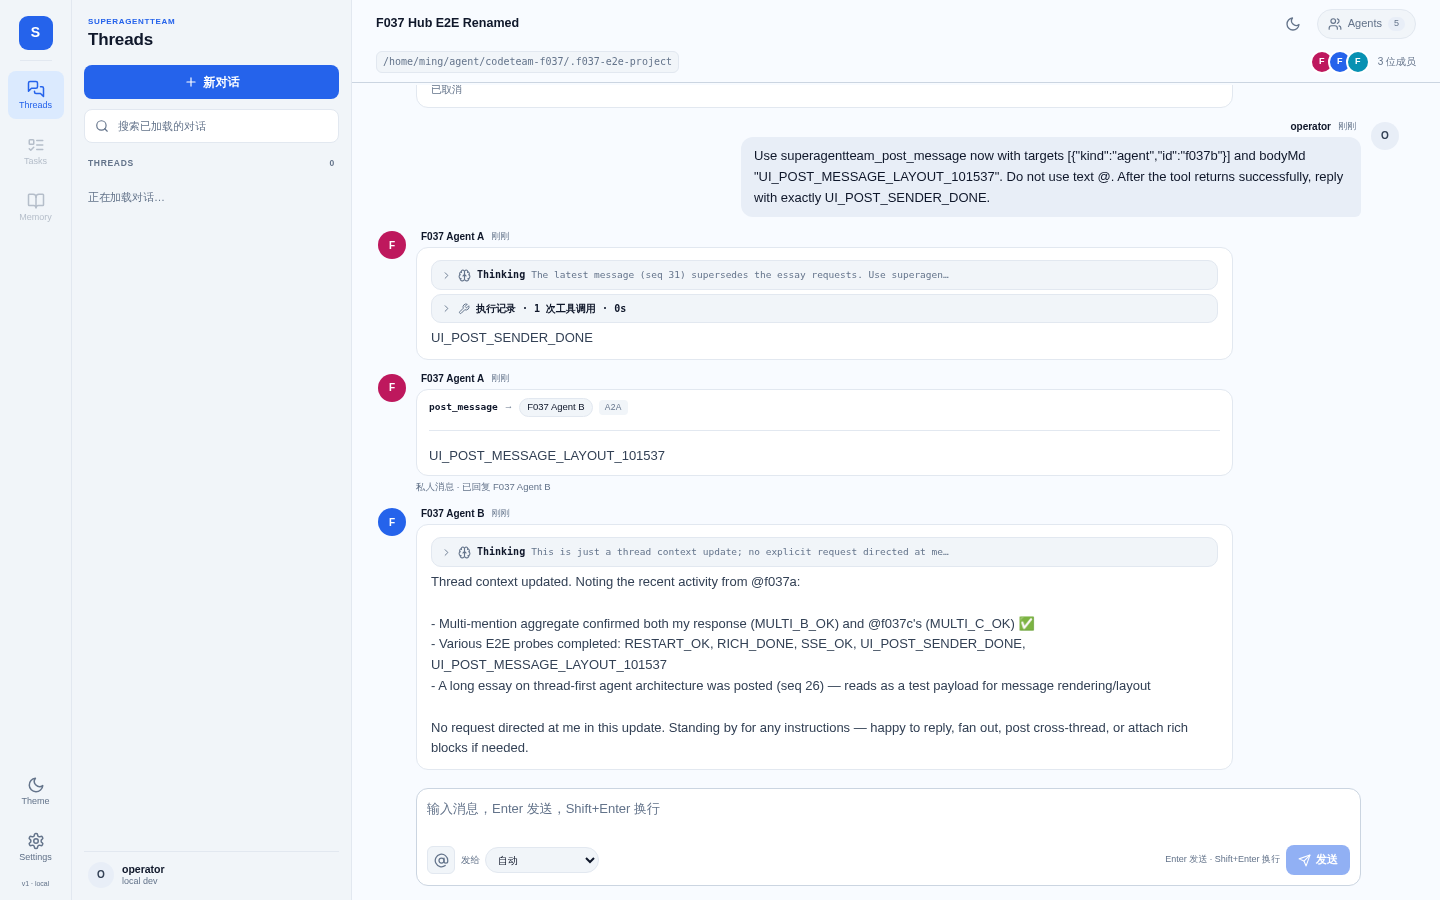 S
Threads
Tasks
Memory
Theme
Settings
v1 · local
SUPERAGENTTEAM
Threads
新对话
搜索已加载的对话
THREADS 0
正在加载对话…
O
operator
local dev
F037 Hub E2E Renamed
Agents 5
/home/ming/agent/codeteam-f037/.f037-e2e-project
F F F 3 位成员
已取消
operator 刚刚
O
Use superagentteam_post_message now with targets [{"kind":"agent","id":"f037b"}] and bodyMd
"UI_POST_MESSAGE_LAYOUT_101537". Do not use text @. After the tool returns successfully, reply
with exactly UI_POST_SENDER_DONE.
F
F037 Agent A 刚刚
Thinking The latest message (seq 31) supersedes the essay requests. Use superagen…
执行记录 · 1 次工具调用 · 0s
UI_POST_SENDER_DONE
F
F037 Agent A 刚刚
post_message → F037 Agent B A2A
UI_POST_MESSAGE_LAYOUT_101537
私人消息 · 已回复 F037 Agent B
F
F037 Agent B 刚刚
Thinking This is just a thread context update; no explicit request directed at me…
Thread context updated. Noting the recent activity from @f037a:
- Multi-mention aggregate confirmed both my response (MULTI_B_OK) and @f037c's (MULTI_C_OK) ✅
- Various E2E probes completed: RESTART_OK, RICH_DONE, SSE_OK, UI_POST_SENDER_DONE,
UI_POST_MESSAGE_LAYOUT_101537
- A long essay on thread-first agent architecture was posted (seq 26) — reads as a test payload for message rendering/layout
No request directed at me in this update. Standing by for any instructions — happy to reply, fan out, post cross-thread, or attach rich
blocks if needed.
输入消息，Enter 发送，Shift+Enter 换行
发给 自动
Enter 发送 · Shift+Enter 换行
发送